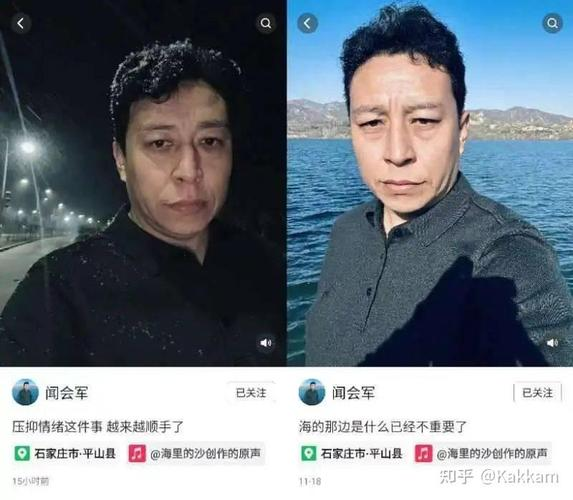 闻会军
已关注
压抑情绪这件事 越来越顺手了
石家庄市·平山县
@海里的沙创作的原声
15小时前
闻会军
已关注
海的那边是什么已经不重要了
石家庄市·平山县
@海里的沙创作的原声
11-18
知乎 @Kakkam